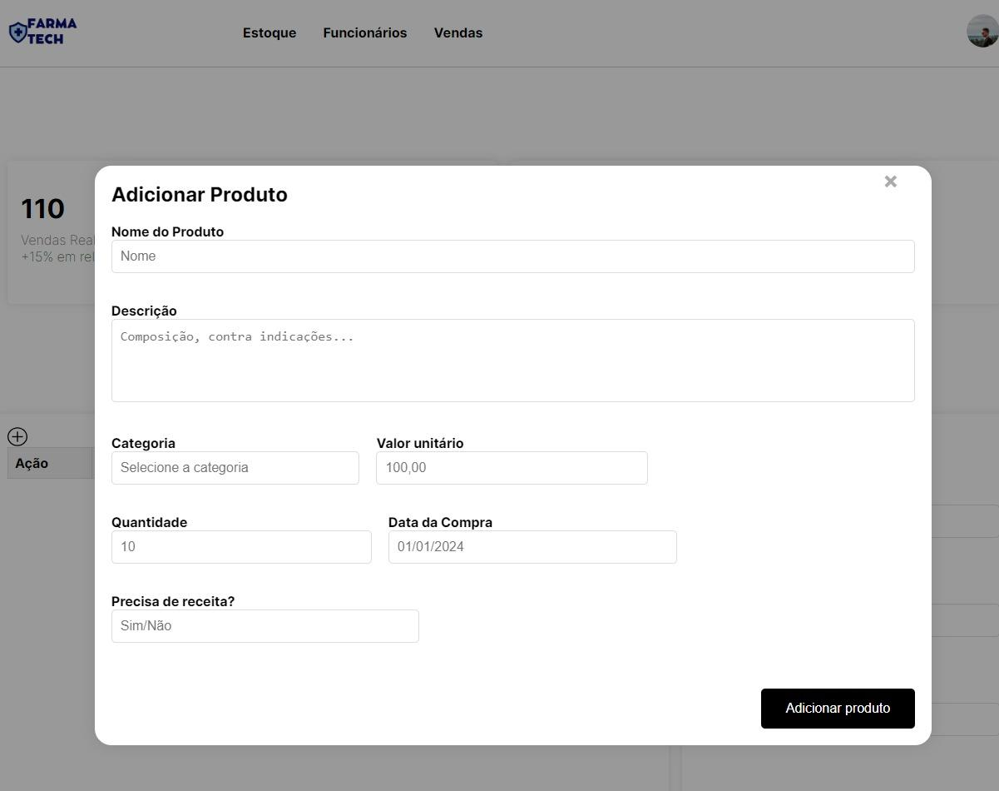 FARMA
TECH
Estoque Funcionários Vendas
110
Vendas Real
+15% em rel
Adicionar Produto
Nome do Produto
Nome
Descrição
Composição, contra indicações...
Categoria Valor unitário
Selecione a categoria 100,00
Quantidade Data da Compra
10 01/01/2024
Precisa de receita?
Sim/Não
Ação
Adicionar produto